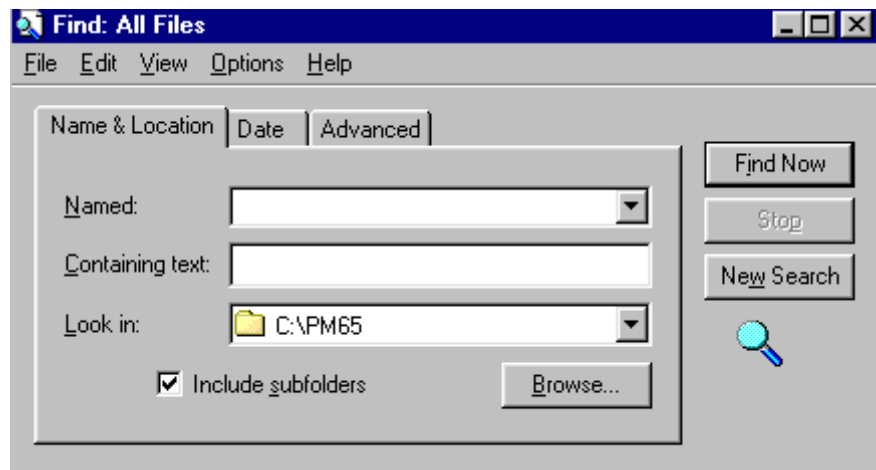 Find: All Files
File Edit View Options Help
Name & Location Date Advanced
Find Now
Named:
Stop
Containing text:
New Search
Look in: C:\PM65
Include subfolders Browse...